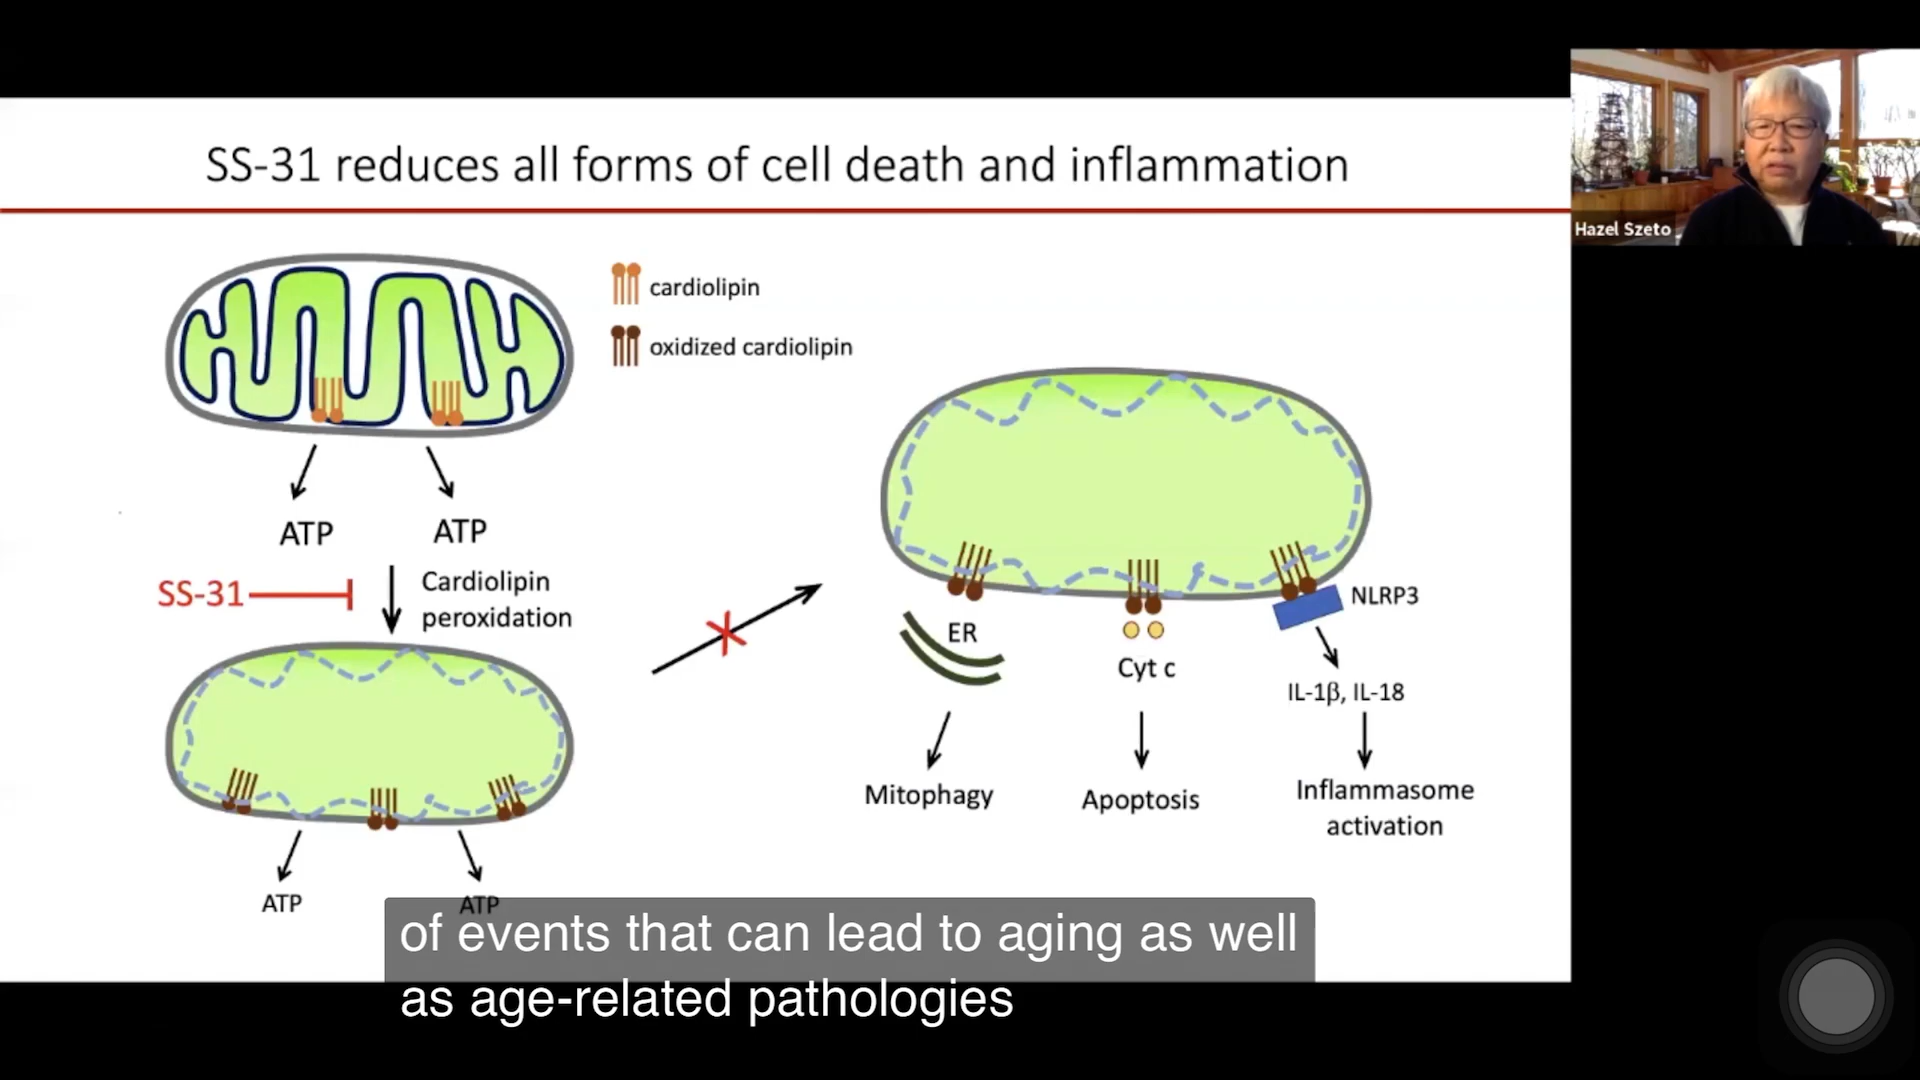 SS-31 reduces all forms of cell death and inflammation
Hazel Szeto
cardiolipin
oxidized cardiolipin
ATP
ATP
SS-31
Cardiolipin
peroxidation
ATP
ATP
ER
Cyt c
NLRP3
IL-1β, IL-18
Mitophagy
Apoptosis
Inflammasome
activation
of events that can lead to aging as well
as age-related pathologies